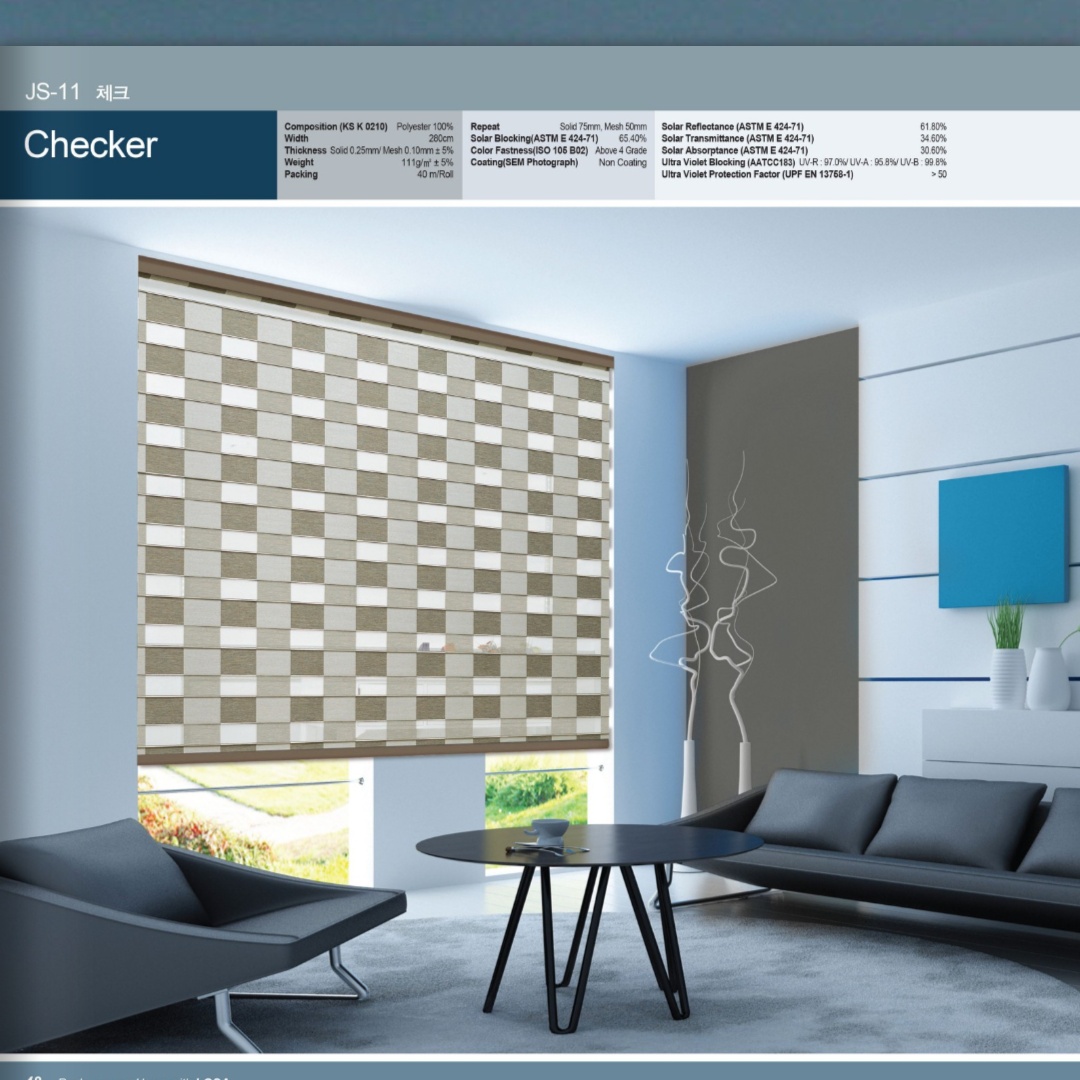 JS-11 체크
Checker
Composition (KS K 0210) Polyester 100%
Width 280cm
Thickness Solid 0.25mm/ Mesh 0.10mm ± 5%
Weight 111g/㎡ ± 5%
Packing 40 m/Roll
Repeat Solid 75mm, Mesh 50mm
Solar Blocking(ASTM E 424-71) 65.40%
Color Fastness(ISO 105 B02) Above 4 Grade
Coating(SEM Photograph) Non Coating
Solar Reflectance (ASTM E 424-71) 61.80%
Solar Transmittance (ASTM E 424-71) 34.60%
Solar Absorptance (ASTM E 424-71) 30.60%
Ultra Violet Blocking (AATCC183) UV-R : 97.0%/ UV-A : 95.8%/ UV-B : 99.8%
Ultra Violet Protection Factor (UPF EN 13758-1) > 50